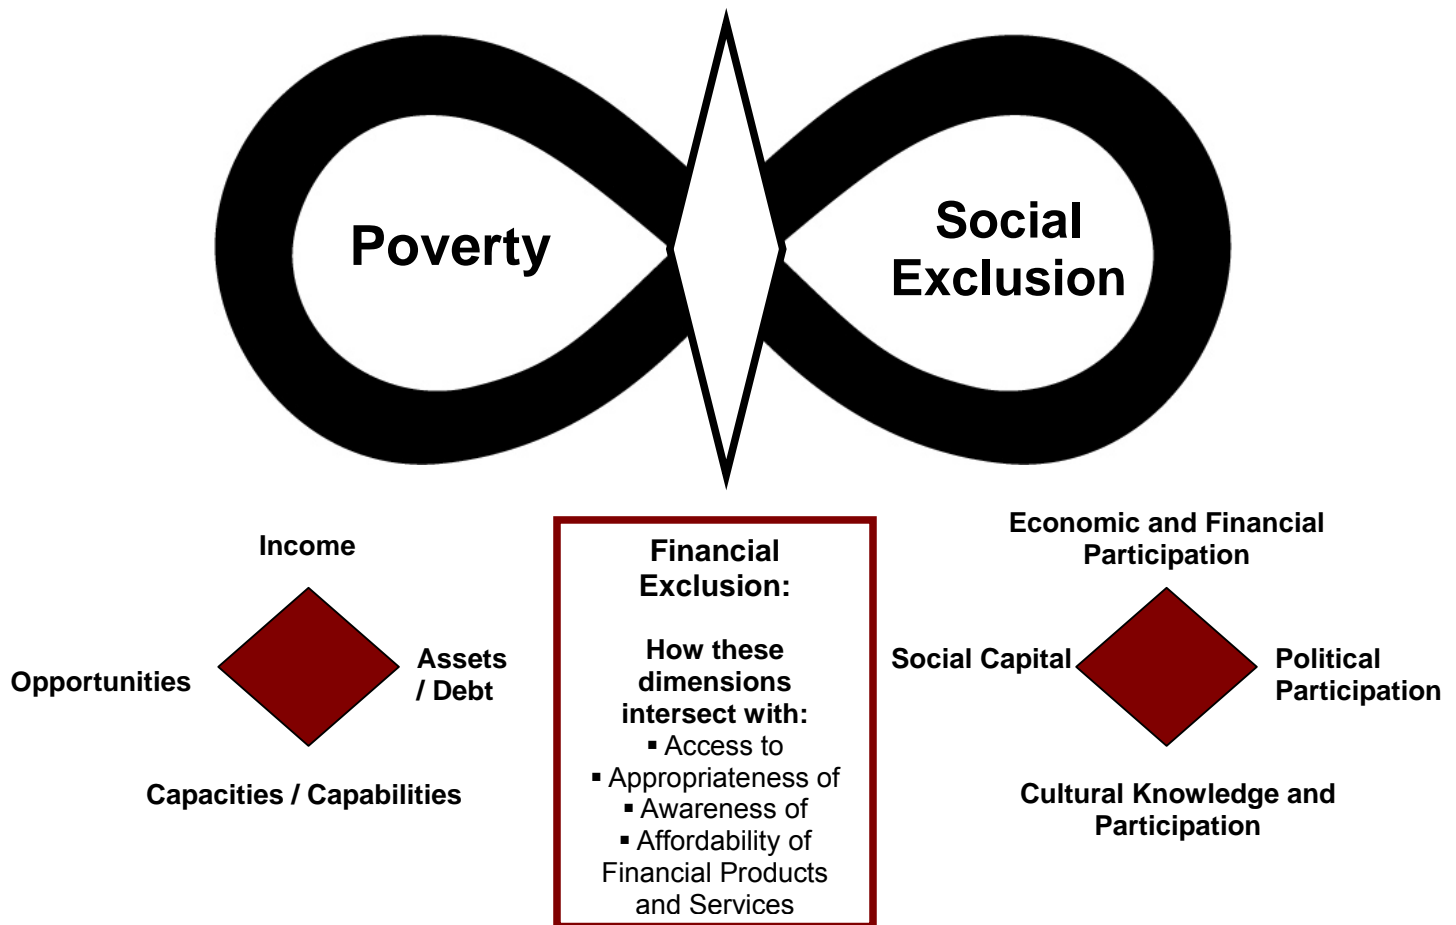 Poverty
Social
Exclusion
Income
Opportunities
Assets
/ Debt
Capacities / Capabilities
Financial
Exclusion:
How these
dimensions
intersect with:
▪ Access to
▪ Appropriateness of
▪ Awareness of
▪ Affordability of
Financial Products
and Services
Economic and Financial
Participation
Social Capital
Political
Participation
Cultural Knowledge and
Participation